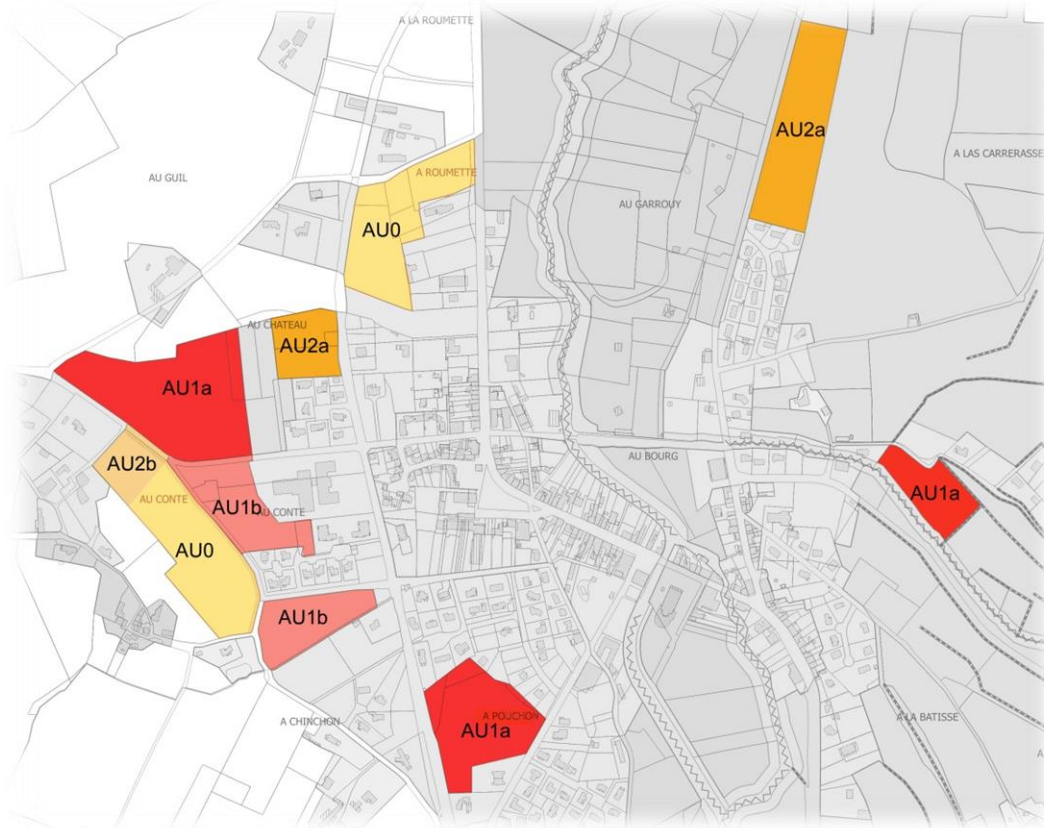 A LA ROUMETTE
AU2a
A LAS CARRERASSE
A ROUMETTE
AU GUIL
AU GARROUY
AU0
AU CHATEAU
AU2a
AU1a
AU BOURG
AU2b
AU CONTE
AU1b
AU CONTE
AU1a
AU0
AU1b
A POUCHON
A CHINCHON
AU1a
A LA BATISSE
A